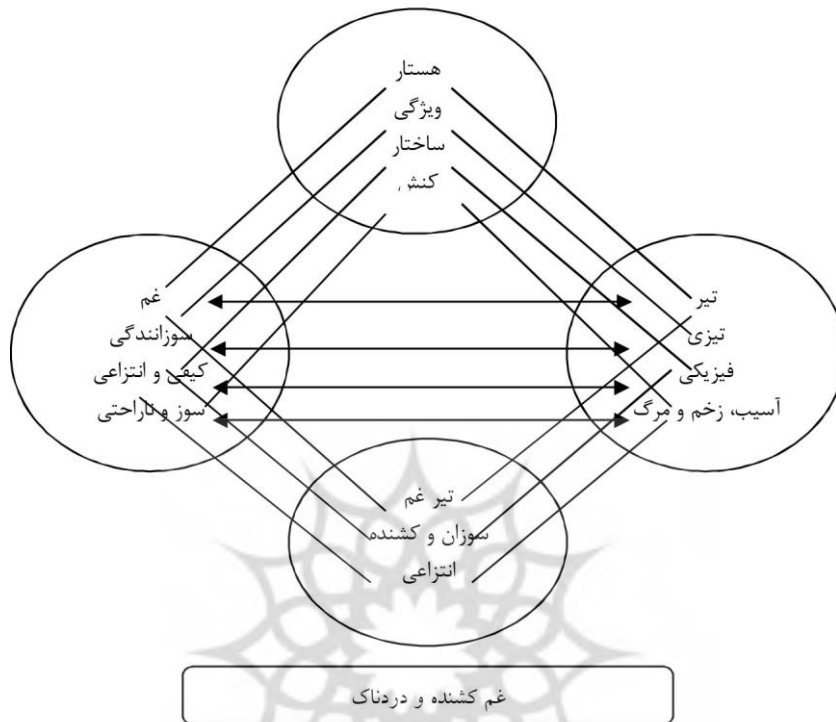 هستار
ویژگی
ساختار
کنش
تیر
تیزی
فیزیکی
آسیب، زخم و مرگ
غم
سوزانندگی
کیفی و انتزاعی
سوز و ناراحتی
تیر غم
سوزان و کشنده
انتزاعی
غم کشنده و دردناک